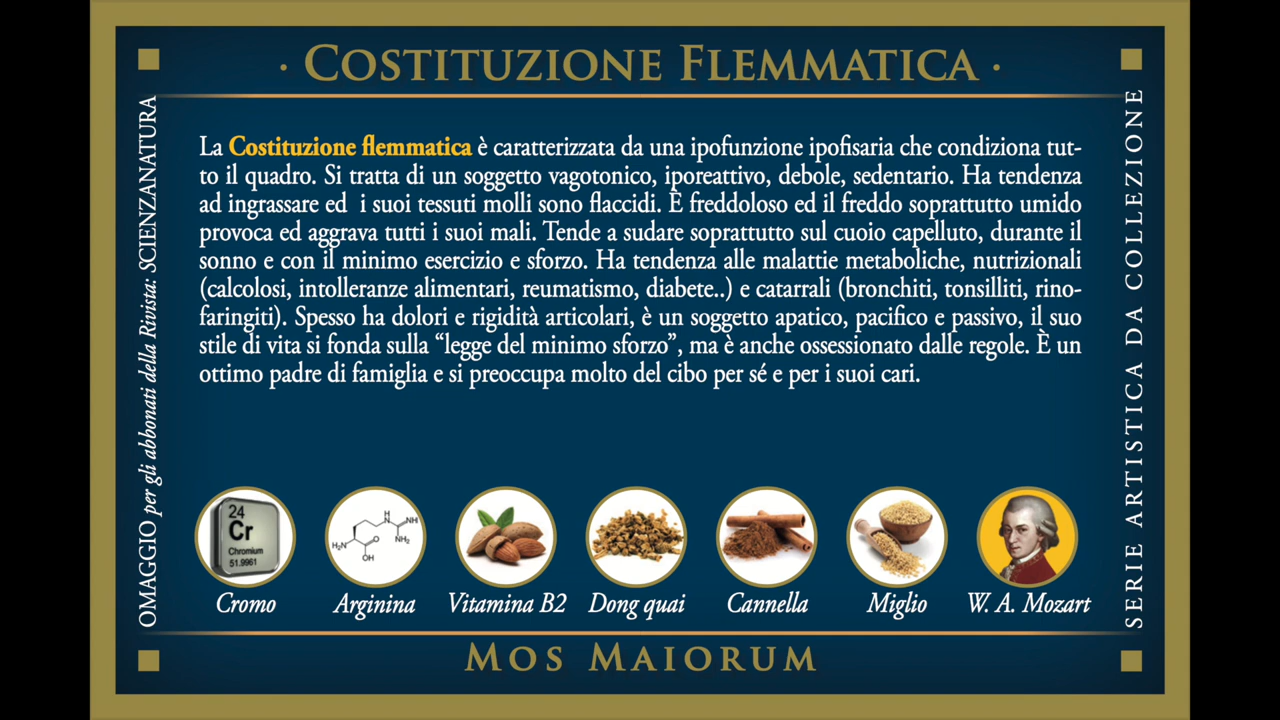 · Costituzione Flemmatica ·
OMAGGIO per gli abbonati della Rivista: SCIENZANATURA
La Costituzione flemmatica è caratterizzata da una ipofunzione ipofisaria che condiziona tut-
to il quadro. Si tratta di un soggetto vagotonico, iporeattivo, debole, sedentario. Ha tendenza
ad ingrassare ed i suoi tessuti molli sono flaccidi. È freddoloso ed il freddo soprattutto umido
provoca ed aggrava tutti i suoi mali. Tende a sudare soprattutto sul cuoio capelluto, durante il
sonno e con il minimo esercizio e sforzo. Ha tendenza alle malattie metaboliche, nutrizionali
(calcolosi, intolleranze alimentari, reumatismo, diabete..) e catarrali (bronchiti, tonsilliti, rino-
faringiti). Spesso ha dolori e rigidità articolari, è un soggetto apatico, pacifico e passivo, il suo
stile di vita si fonda sulla “legge del minimo sforzo”, ma è anche ossessionato dalle regole. È un
ottimo padre di famiglia e si preoccupa molto del cibo per sé e per i suoi cari.
24
Cr
Chromium
51.9961
H₂N
O
OH
H
N
NH
NH₂
Cromo
Arginina
Vitamina B2
Dong quai
Cannella
Miglio
W. A. Mozart
SERIE ARTISTICA DA COLLEZIONE
Mos Maiorum